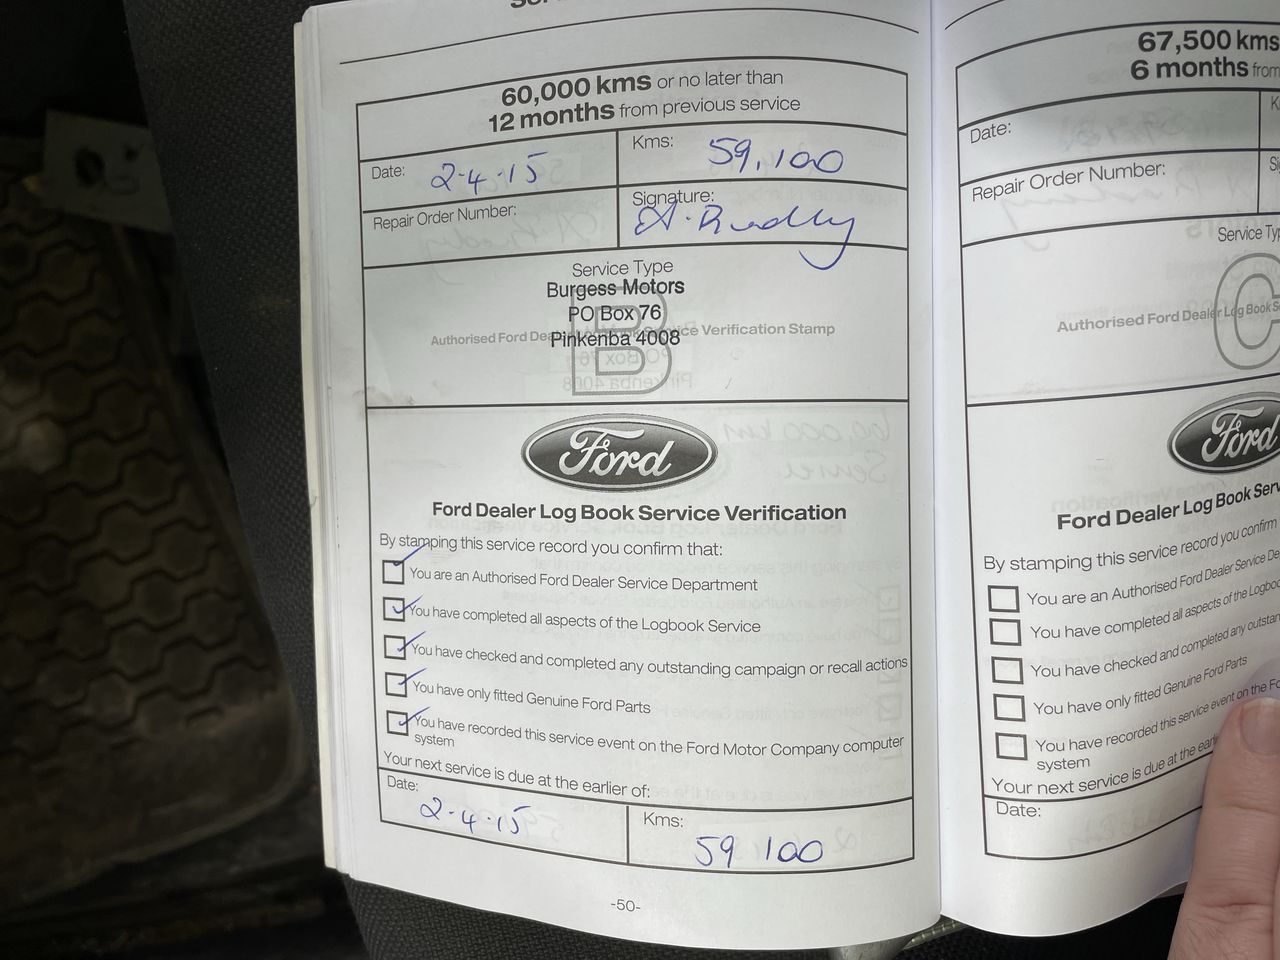 60,000 kms or no later than
12 months from previous service
Date: 2-4-15
Kms: 59,100
Repair Order Number:
Signature:
Service Type
B
Burgess Motors
PO Box 76
Authorised Ford Dealer Log Book Service Verification Stamp
Pinkenba 4008
Ford
Ford Dealer Log Book Service Verification
By stamping this service record you confirm that:
You are an Authorised Ford Dealer Service Department
You have completed all aspects of the Logbook Service
You have checked and completed any outstanding campaign or recall actions
You have only fitted Genuine Ford Parts
You have recorded this service event on the Ford Motor Company computer
system
Your next service is due at the earlier of:
Date: 2-4-15
Kms: 59 100
-50-
67,500 kms
6 months from
Date:
K
Repair Order Number:
Si
Service Ty
C
Authorised Ford Dealer Log Book Se
Ford
Ford Dealer Log Book Serv
By stamping this service record you confirm
You are an Authorised Ford Dealer Service De
You have completed all aspects of the Logboo
You have checked and completed any outstan
You have only fitted Genuine Ford Parts
You have recorded this service event on the Fo
system
Your next service is due at the earli
Date: